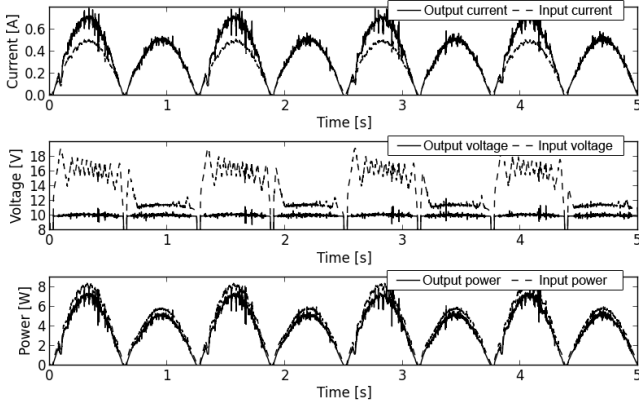 Output current Input current
Current [A]
0.6
0.4
0.2
0.0
0 1 2 3 4 5
Time [s]
Output voltage Input voltage
Voltage [V]
18
16
14
12
10
8
0 1 2 3 4 5
Time [s]
Output power Input power
Power [W]
8
6
4
2
0
0 1 2 3 4 5
Time [s]